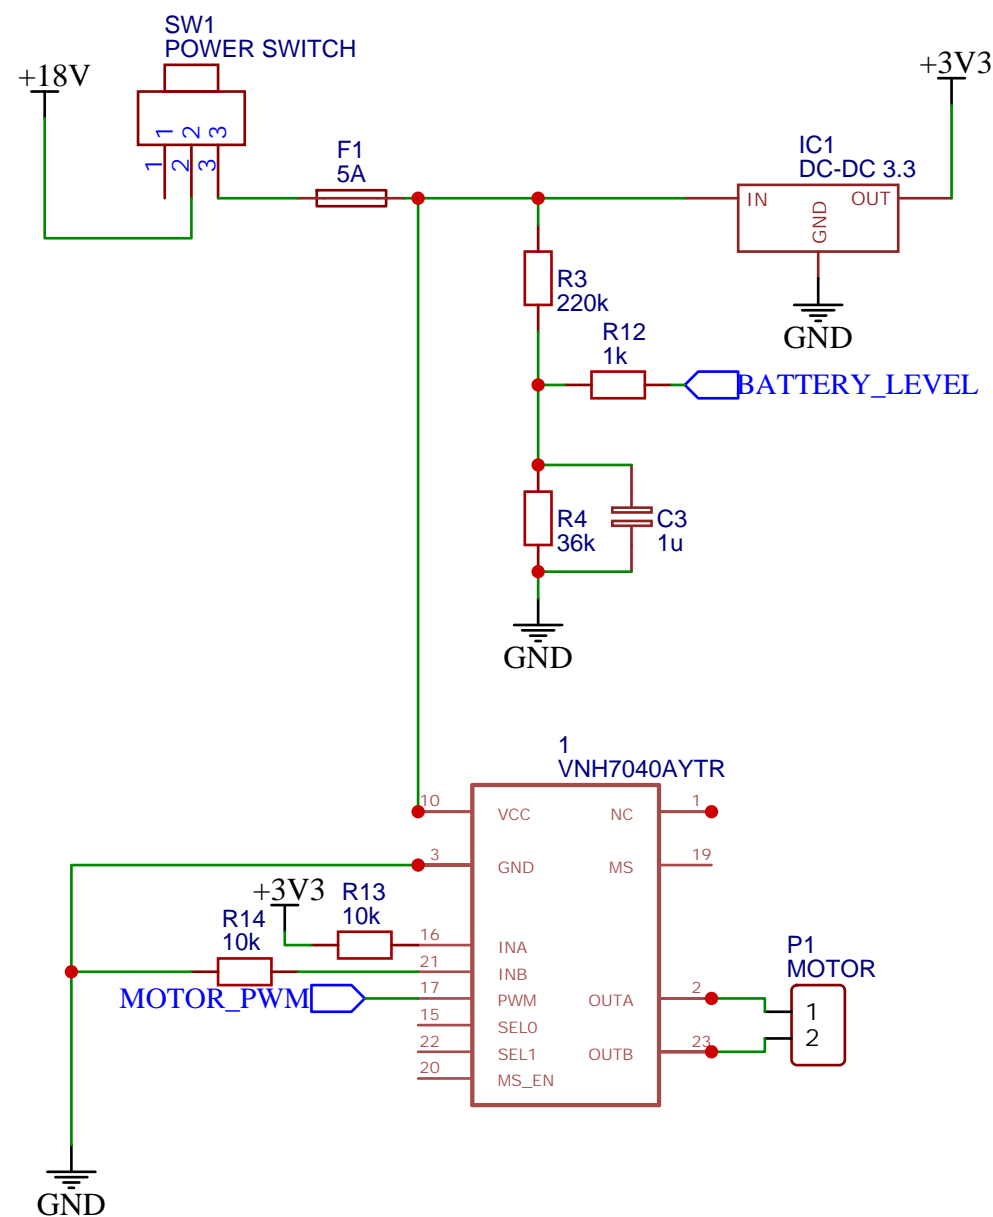 SW1
POWER SWITCH
+18V
+3V3
1
2
3
1
2
3
F1
5A
IC1
DC-DC 3.3
IN
OUT
GND
GND
R3
220k
R12
1k
BATTERY_LEVEL
R4
36k
C3
1u
GND
1
VNH7040AYTR
10
VCC
NC
1
3
GND
MS
19
+3V3
R13
10k
R14
10k
16
INA
21
INB
MOTOR_PWM
17
PWM
OUTA
2
15
SEL0
22
SEL1
OUTB
23
20
MS_EN
P1
MOTOR
1
2
GND